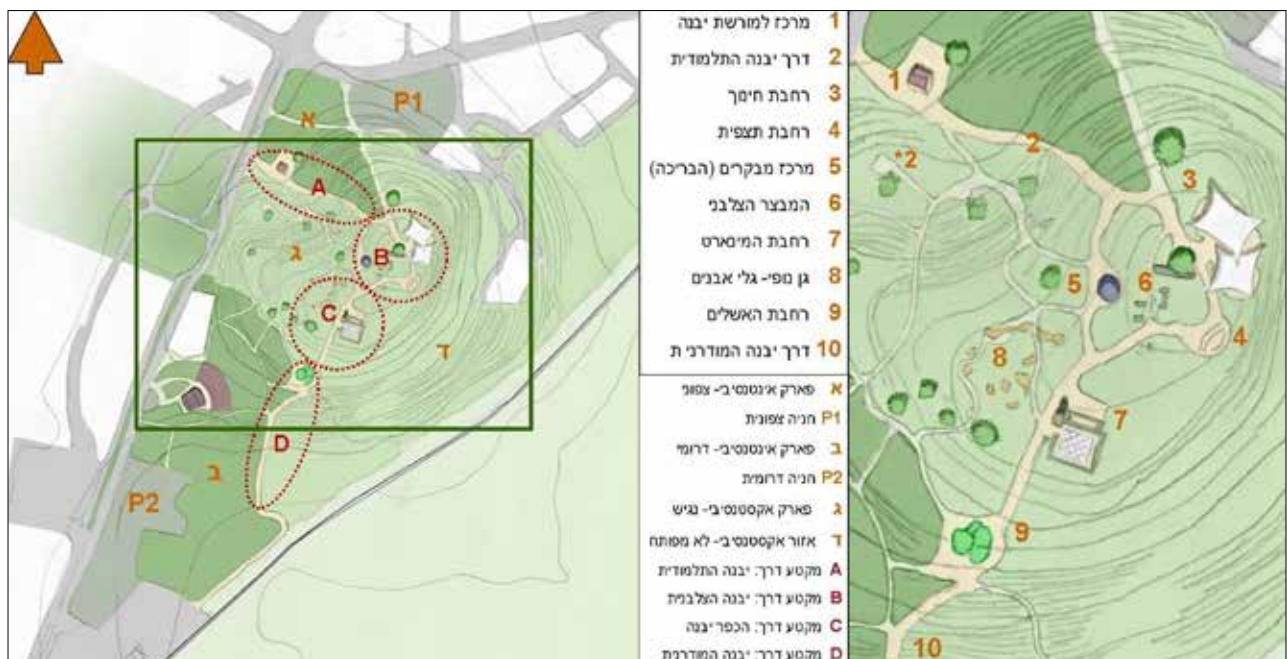 P1
א
A
B
ג
C
ד
D
ב
P2
1 מרכז למורשת יבנה
2 דרך יבנה התלמודית
3 רחבת חינוך
4 רחבת תצפית
5 מרכז מבקרים (הבריכה)
6 המבצר הצלבני
7 רחבת המינארט
8 גן נופי- גלי אבנים
9 רחבת האשלים
10 דרך יבנה המודרנית
א פארק אינטנסיבי- צפוני
P1 חניה צפונית
ב פארק אינטנסיבי- דרומי
P2 חניה דרומית
ג פארק אקסטנסיבי- נגיש
ד אזור אקסטנסיבי- לא מפותח
A מקטע דרך: יבנה התלמודית
B מקטע דרך: יבנה הצלבנית
C מקטע דרך: הכפר יבנה
D מקטע דרך: יבנה המודרנית
1
2
*2
3
5
6
4
8
7
9
10